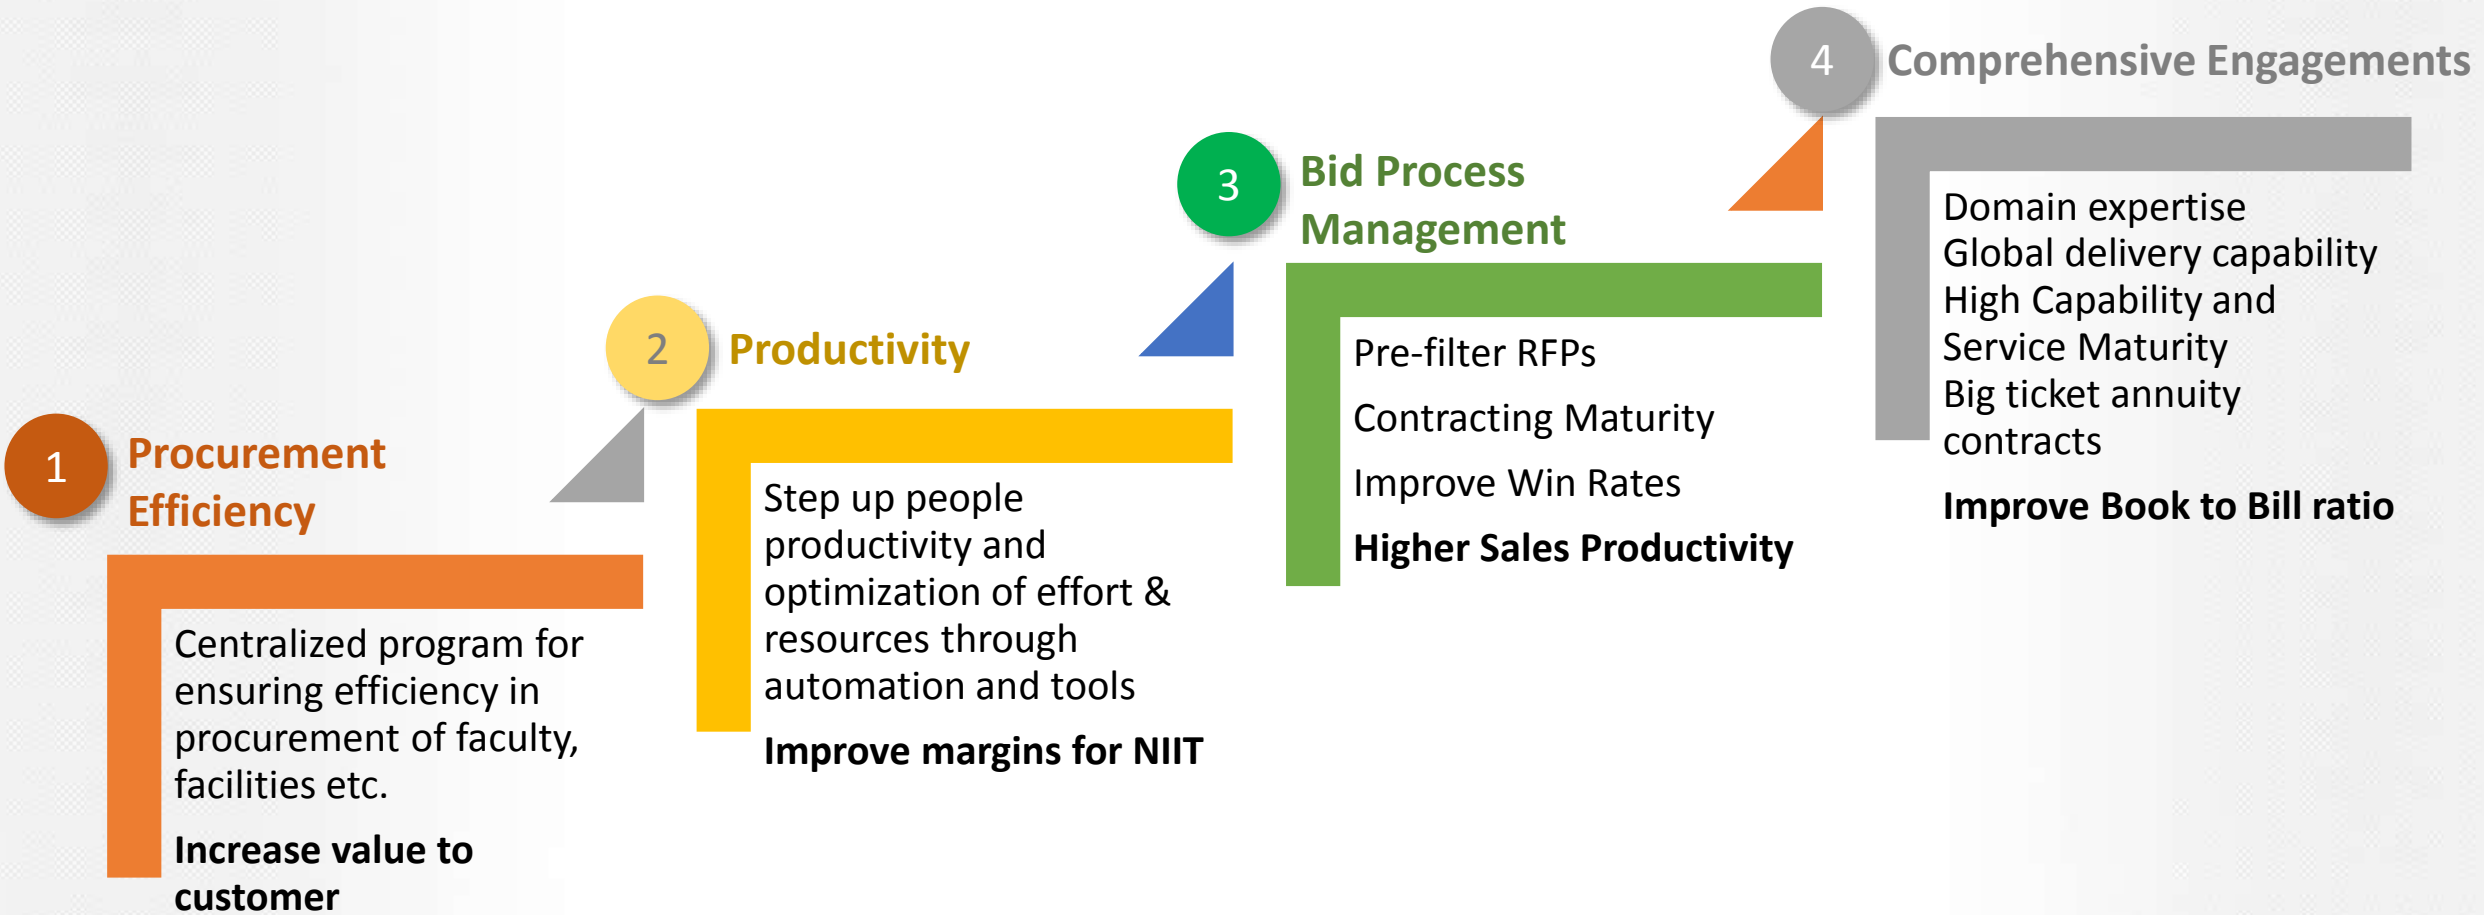 1
Procurement
Efficiency
Centralized program for
ensuring efficiency in
procurement of faculty,
facilities etc.
Increase value to
customer
2
Productivity
Step up people
productivity and
optimization of effort &
resources through
automation and tools
Improve margins for NIIT
3
Bid Process
Management
Pre-filter RFPs
Contracting Maturity
Improve Win Rates
Higher Sales Productivity
4
Comprehensive Engagements
Domain expertise
Global delivery capability
High Capability and
Service Maturity
Big ticket annuity
contracts
Improve Book to Bill ratio